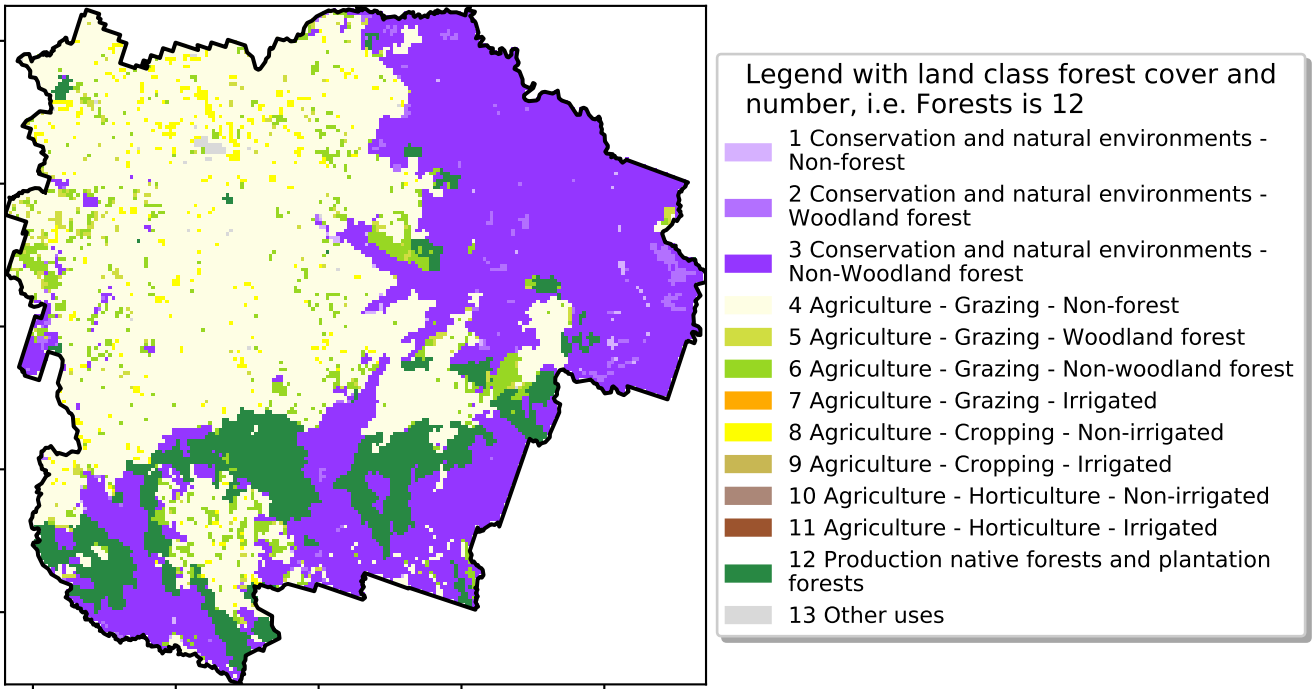 Legend with land class forest cover and
number, i.e. Forests is 12
1 Conservation and natural environments -
Non-forest
2 Conservation and natural environments -
Woodland forest
3 Conservation and natural environments -
Non-Woodland forest
4 Agriculture - Grazing - Non-forest
5 Agriculture - Grazing - Woodland forest
6 Agriculture - Grazing - Non-woodland forest
7 Agriculture - Grazing - Irrigated
8 Agriculture - Cropping - Non-irrigated
9 Agriculture - Cropping - Irrigated
10 Agriculture - Horticulture - Non-irrigated
11 Agriculture - Horticulture - Irrigated
12 Production native forests and plantation
forests
13 Other uses